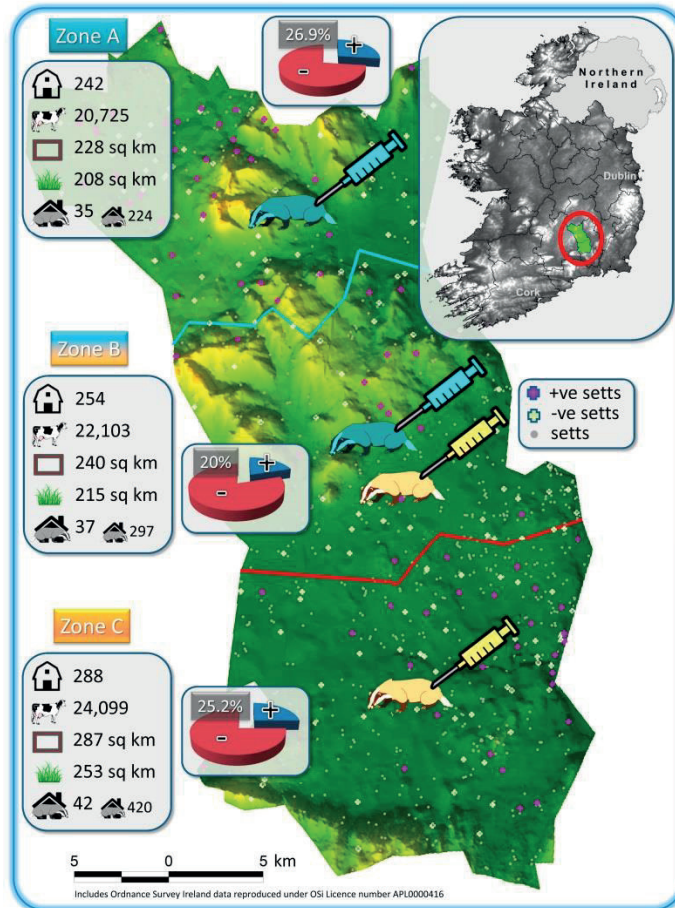 Zone A
242
20,725
228 sq km
208 sq km
35 224
26.9%
+
-
Northern
Ireland
Dublin
Cork
Zone B
254
22,103
240 sq km
215 sq km
37 297
20%
+
-
+ve setts
-ve setts
setts
Zone C
288
24,099
287 sq km
253 sq km
42 420
25.2%
+
-
5 0 5 km
Includes Ordnance Survey Ireland data reproduced under OSi Licence number APL0000416